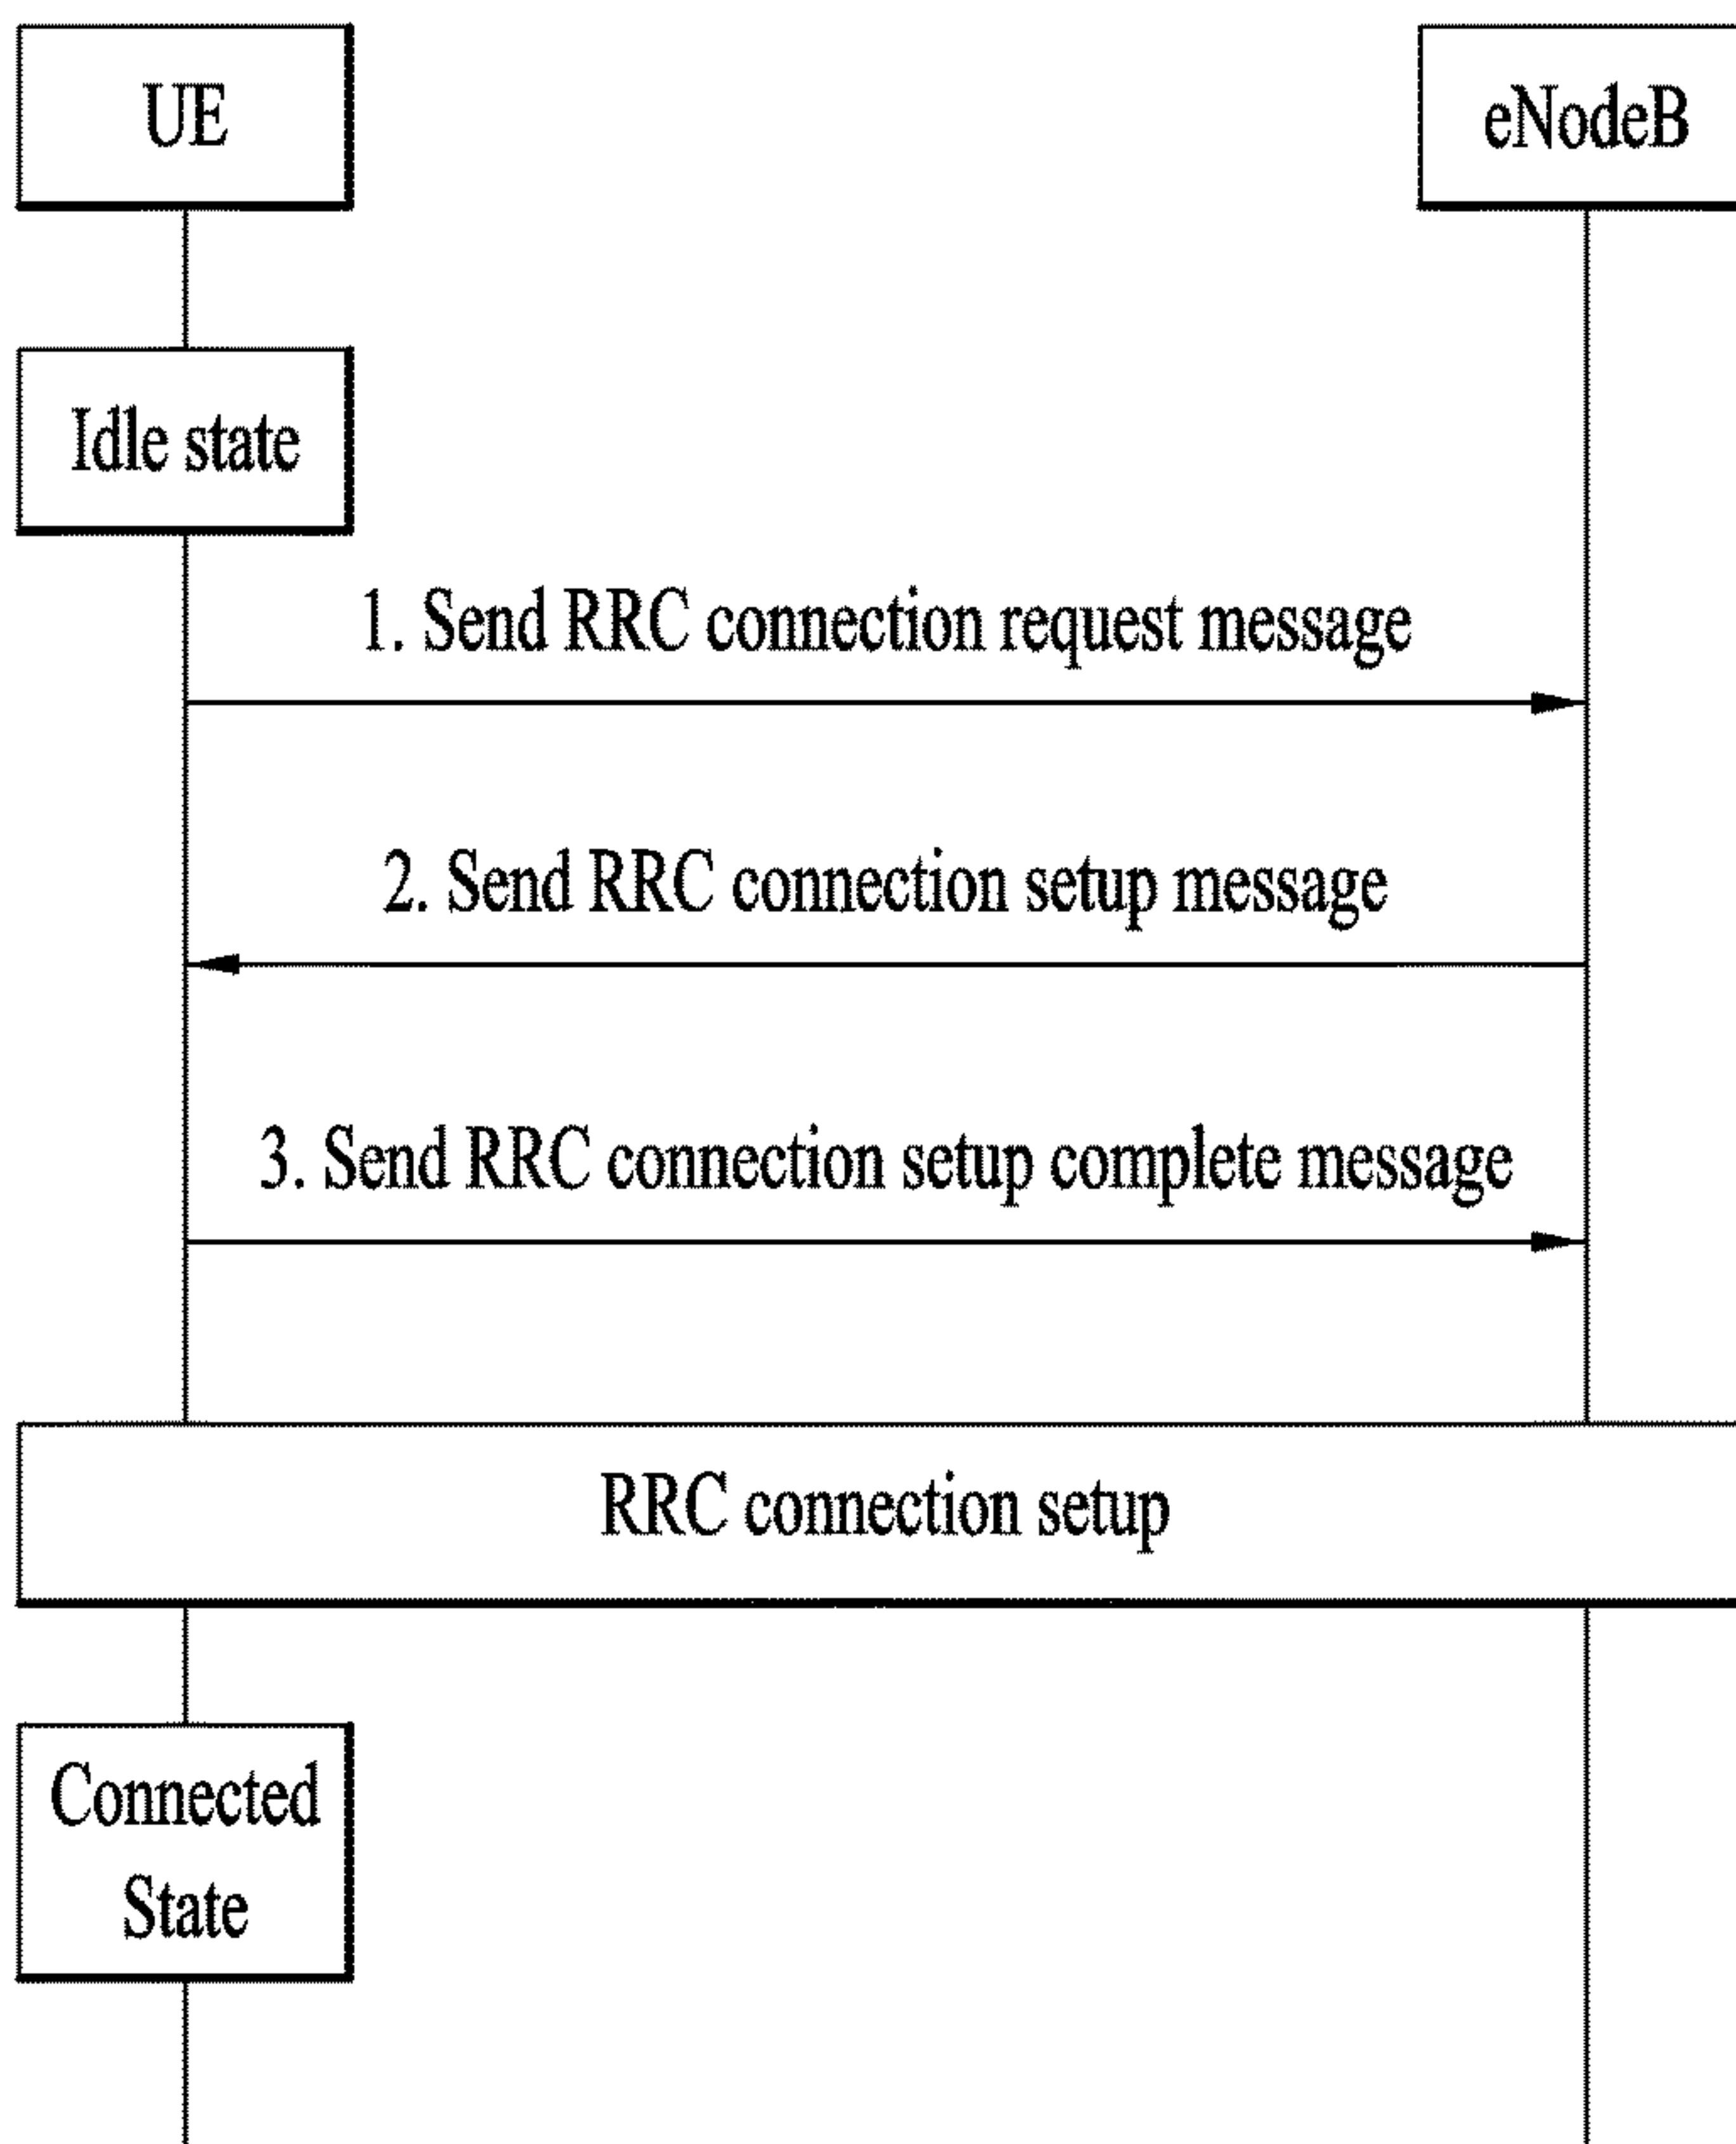 UE
eNodeB
Idle state
1. Send RRC connection request message
2. Send RRC connection setup message
3. Send RRC connection setup complete message
RRC connection setup
Connected
State